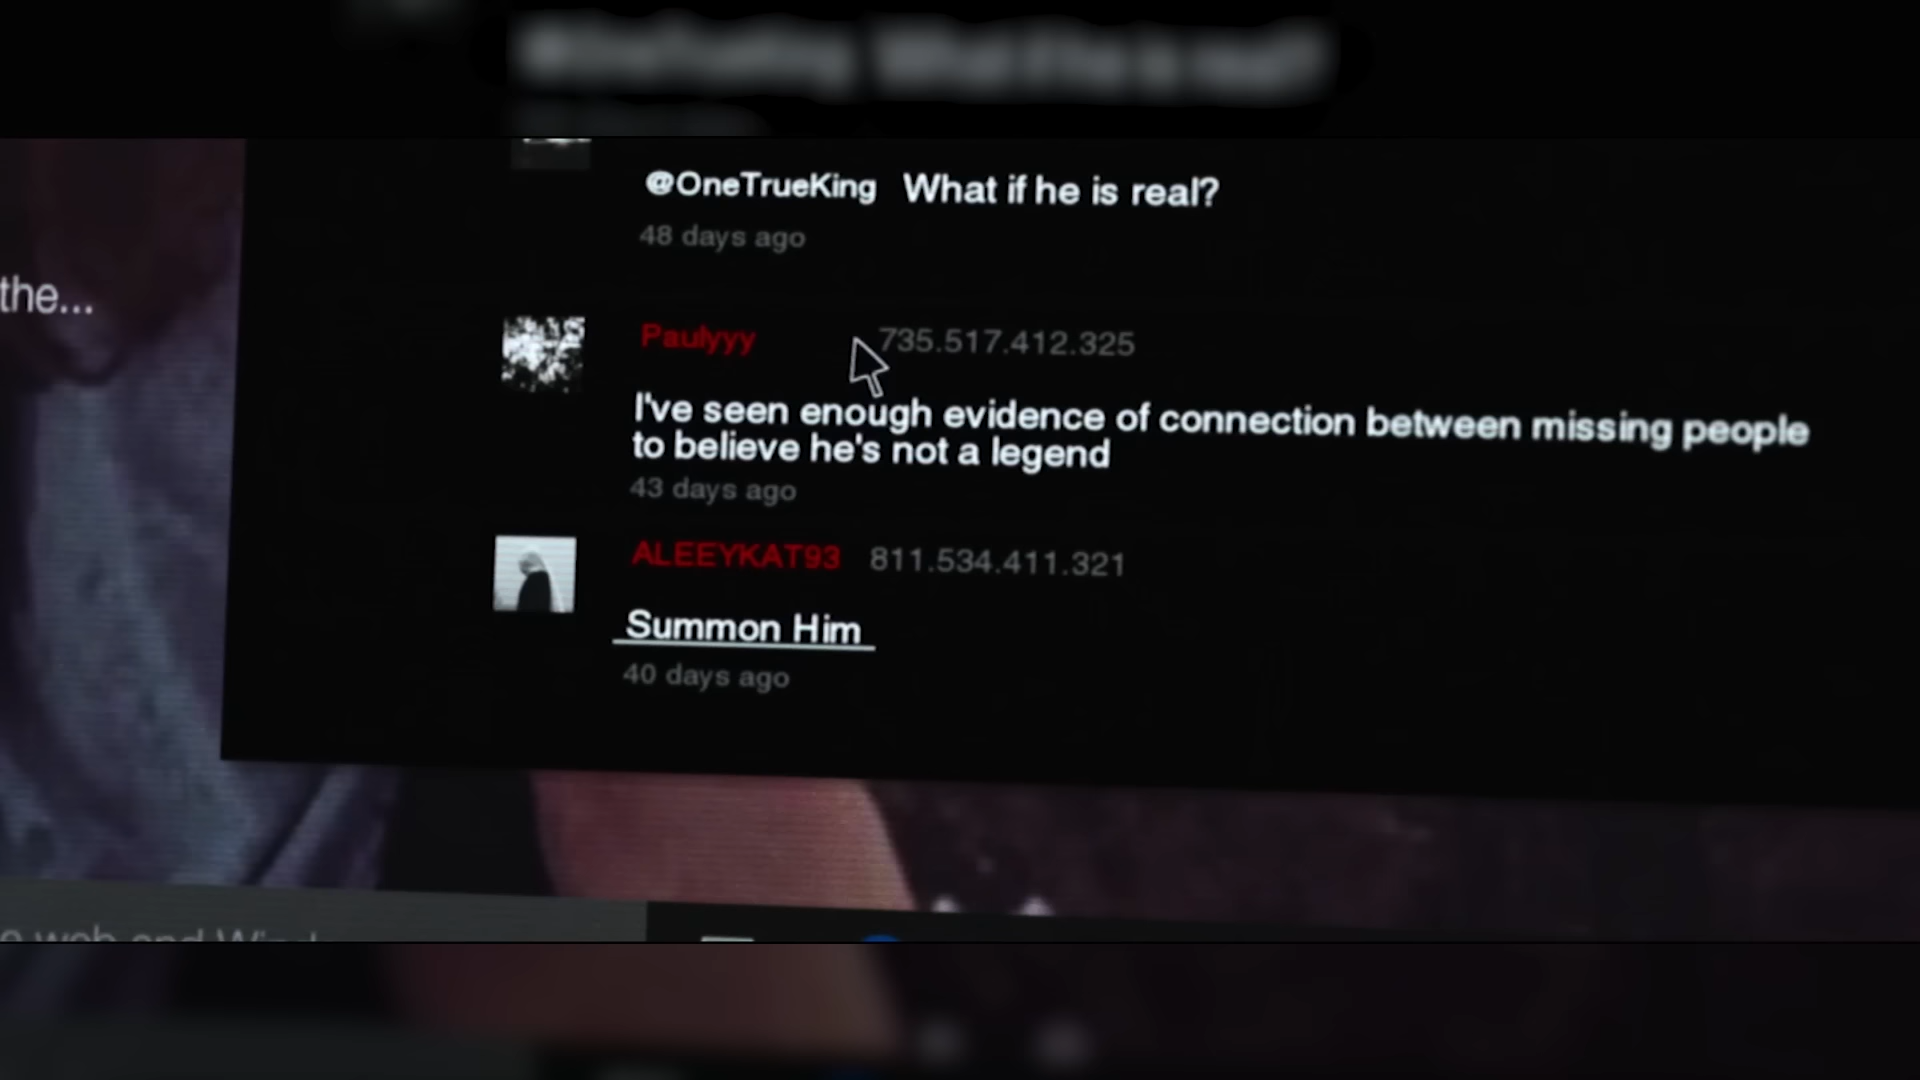 @OneTrueKing What if he is real?
48 days ago
the...
Paulyyy 735.517.412.325
I've seen enough evidence of connection between missing people
to believe he's not a legend
43 days ago
ALEEYKAT93 811.534.411.321
Summon Him
40 days ago